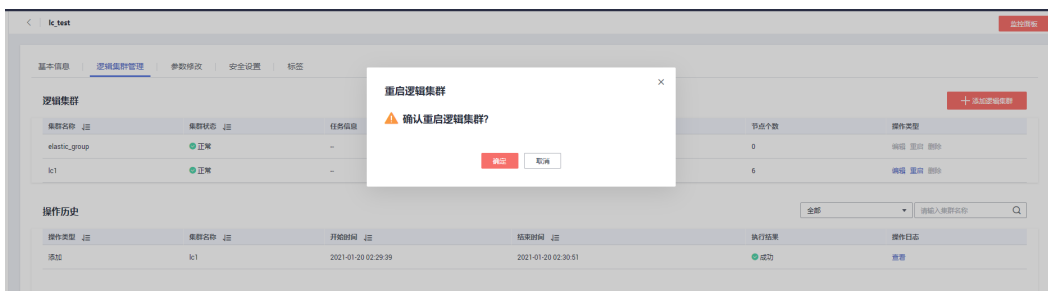 lc_test
监控面板
基本信息 逻辑集群管理 参数修改 安全设置 标签
重启逻辑集群
确认重启逻辑集群?
确定 取消
逻辑集群
添加逻辑集群
集群名称 集群状态 任务信息 节点个数 操作类型
elastic_group 正常 -- 0 编辑 重启 删除
lc1 正常 -- 6 编辑 重启 删除
操作历史
全部 请输入集群名称
操作类型 集群名称 开始时间 结束时间 执行结果 操作日志
添加 lc1 2021-01-20 02:29:39 2021-01-20 02:30:51 成功 查看